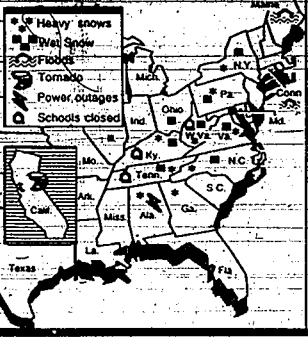 Heavy snows
Wet Snow
Floods
Tornado
Power outages
Schools closed
Maine
N.Y.
Mich.
Conn
Pa.
Ohio
Ind.
Md.
W.Va.
Va.
Mo.
Ky.
N.C.
Tenn.
Calif.
Ark.
S.C.
Miss.
Ala.
Ga.
La.
Texas
Fla